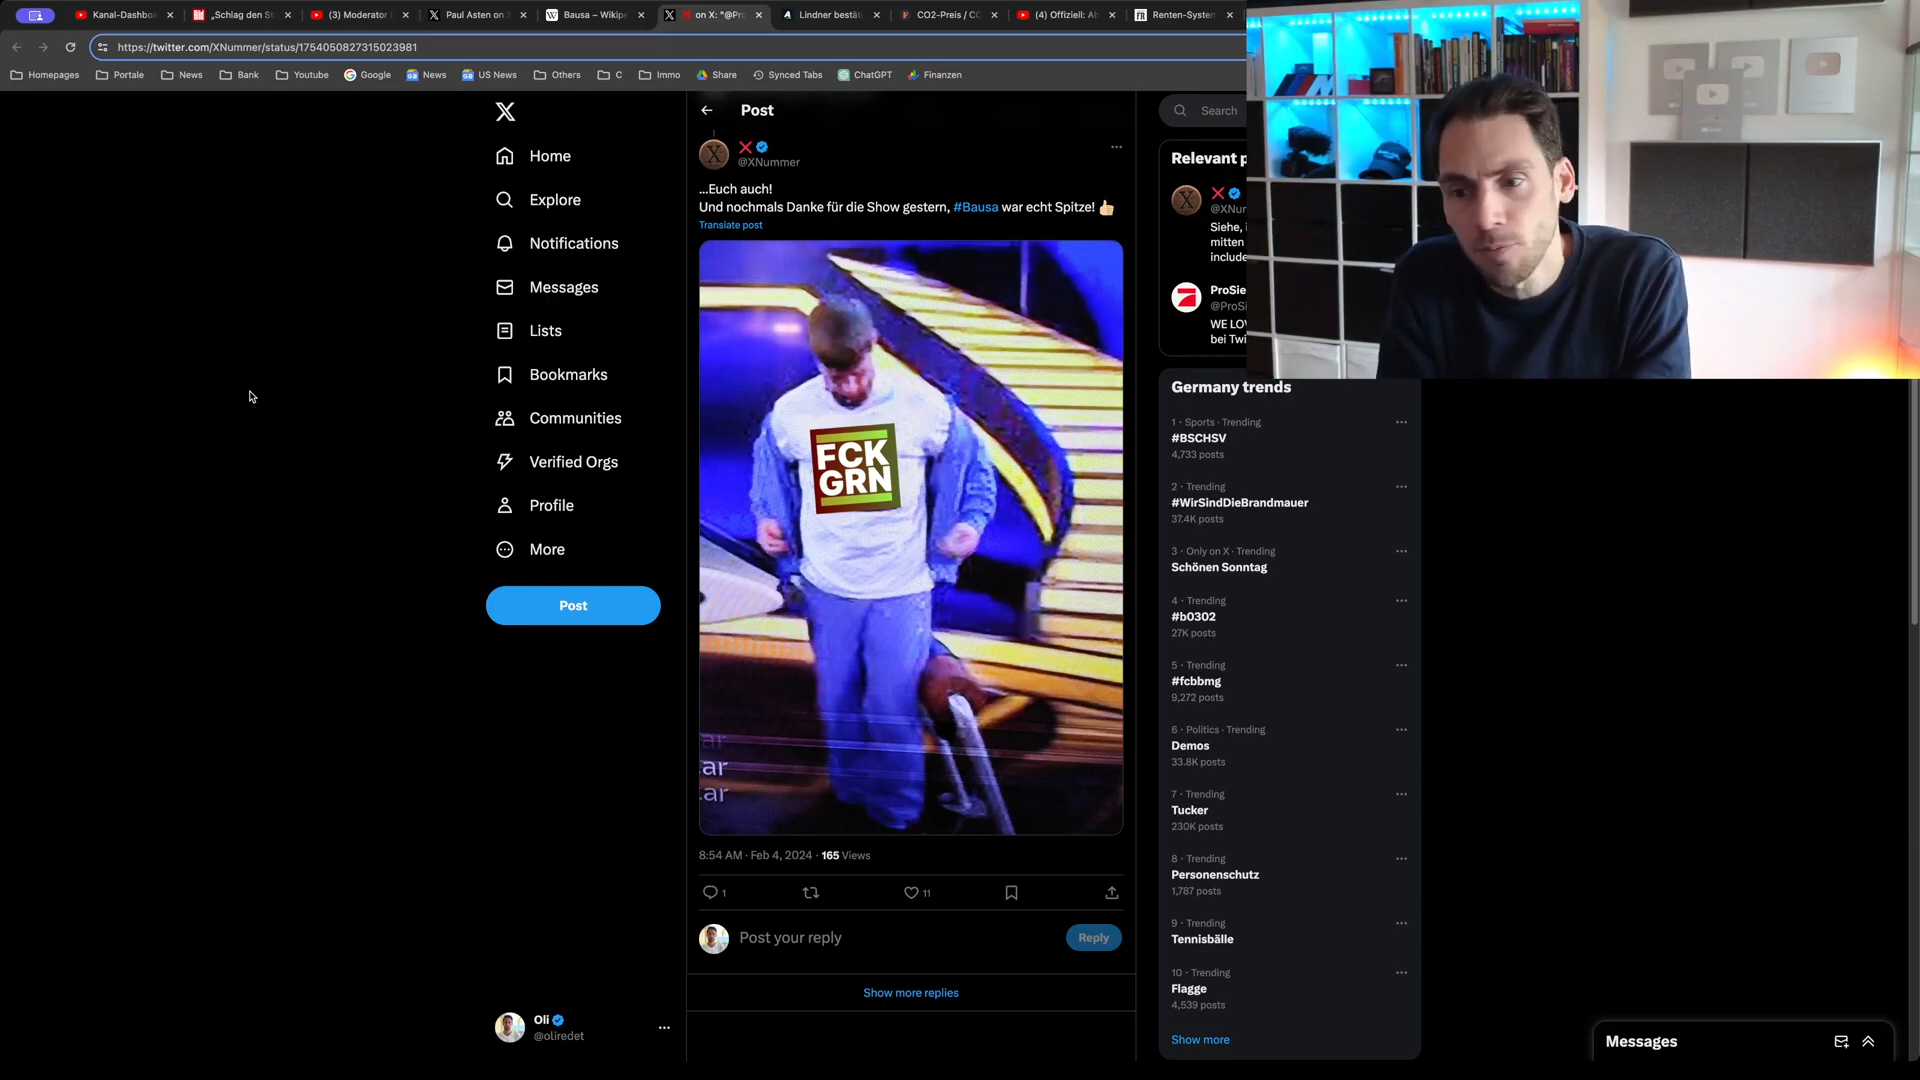 Kanal-Dashboa
„Schlag den St
(3) Moderator
Paul Asten on
Bausa – Wikipe
on X: "@Pro
Lindner bestäti
CO2-Preis / CO
(4) Offiziell: Ab
Renten-System
https://twitter.com/XNummer/status/1754050827315023981
Homepages
Portale
News
Bank
Youtube
Google
News
US News
Others
C
Immo
Share
Synced Tabs
ChatGPT
Finanzen
Home
Explore
Notifications
Messages
Lists
Bookmarks
Communities
Verified Orgs
Profile
More
Post
Oli
@oliredet
Post
@XNummer
...Euch auch!
Und nochmals Danke für die Show gestern, #Bausa war echt Spitze!
Translate post
FCK
GRN
ar
ar
ar
8:54 AM · Feb 4, 2024 · 165 Views
1
11
Post your reply
Reply
Show more replies
Search
Relevant p
@XNur
Siehe, i
mitten
include
ProSie
@ProSi
WE LOV
bei Twi
Germany trends
1 · Sports · Trending
#BSCHSV
4,733 posts
2 · Trending
#WirSindDieBrandmauer
37.4K posts
3 · Only on X · Trending
Schönen Sonntag
4 · Trending
#b0302
27K posts
5 · Trending
#fcbbmg
9,272 posts
6 · Politics · Trending
Demos
33.8K posts
7 · Trending
Tucker
230K posts
8 · Trending
Personenschutz
1,787 posts
9 · Trending
Tennisbälle
10 · Trending
Flagge
4,539 posts
Show more
Messages